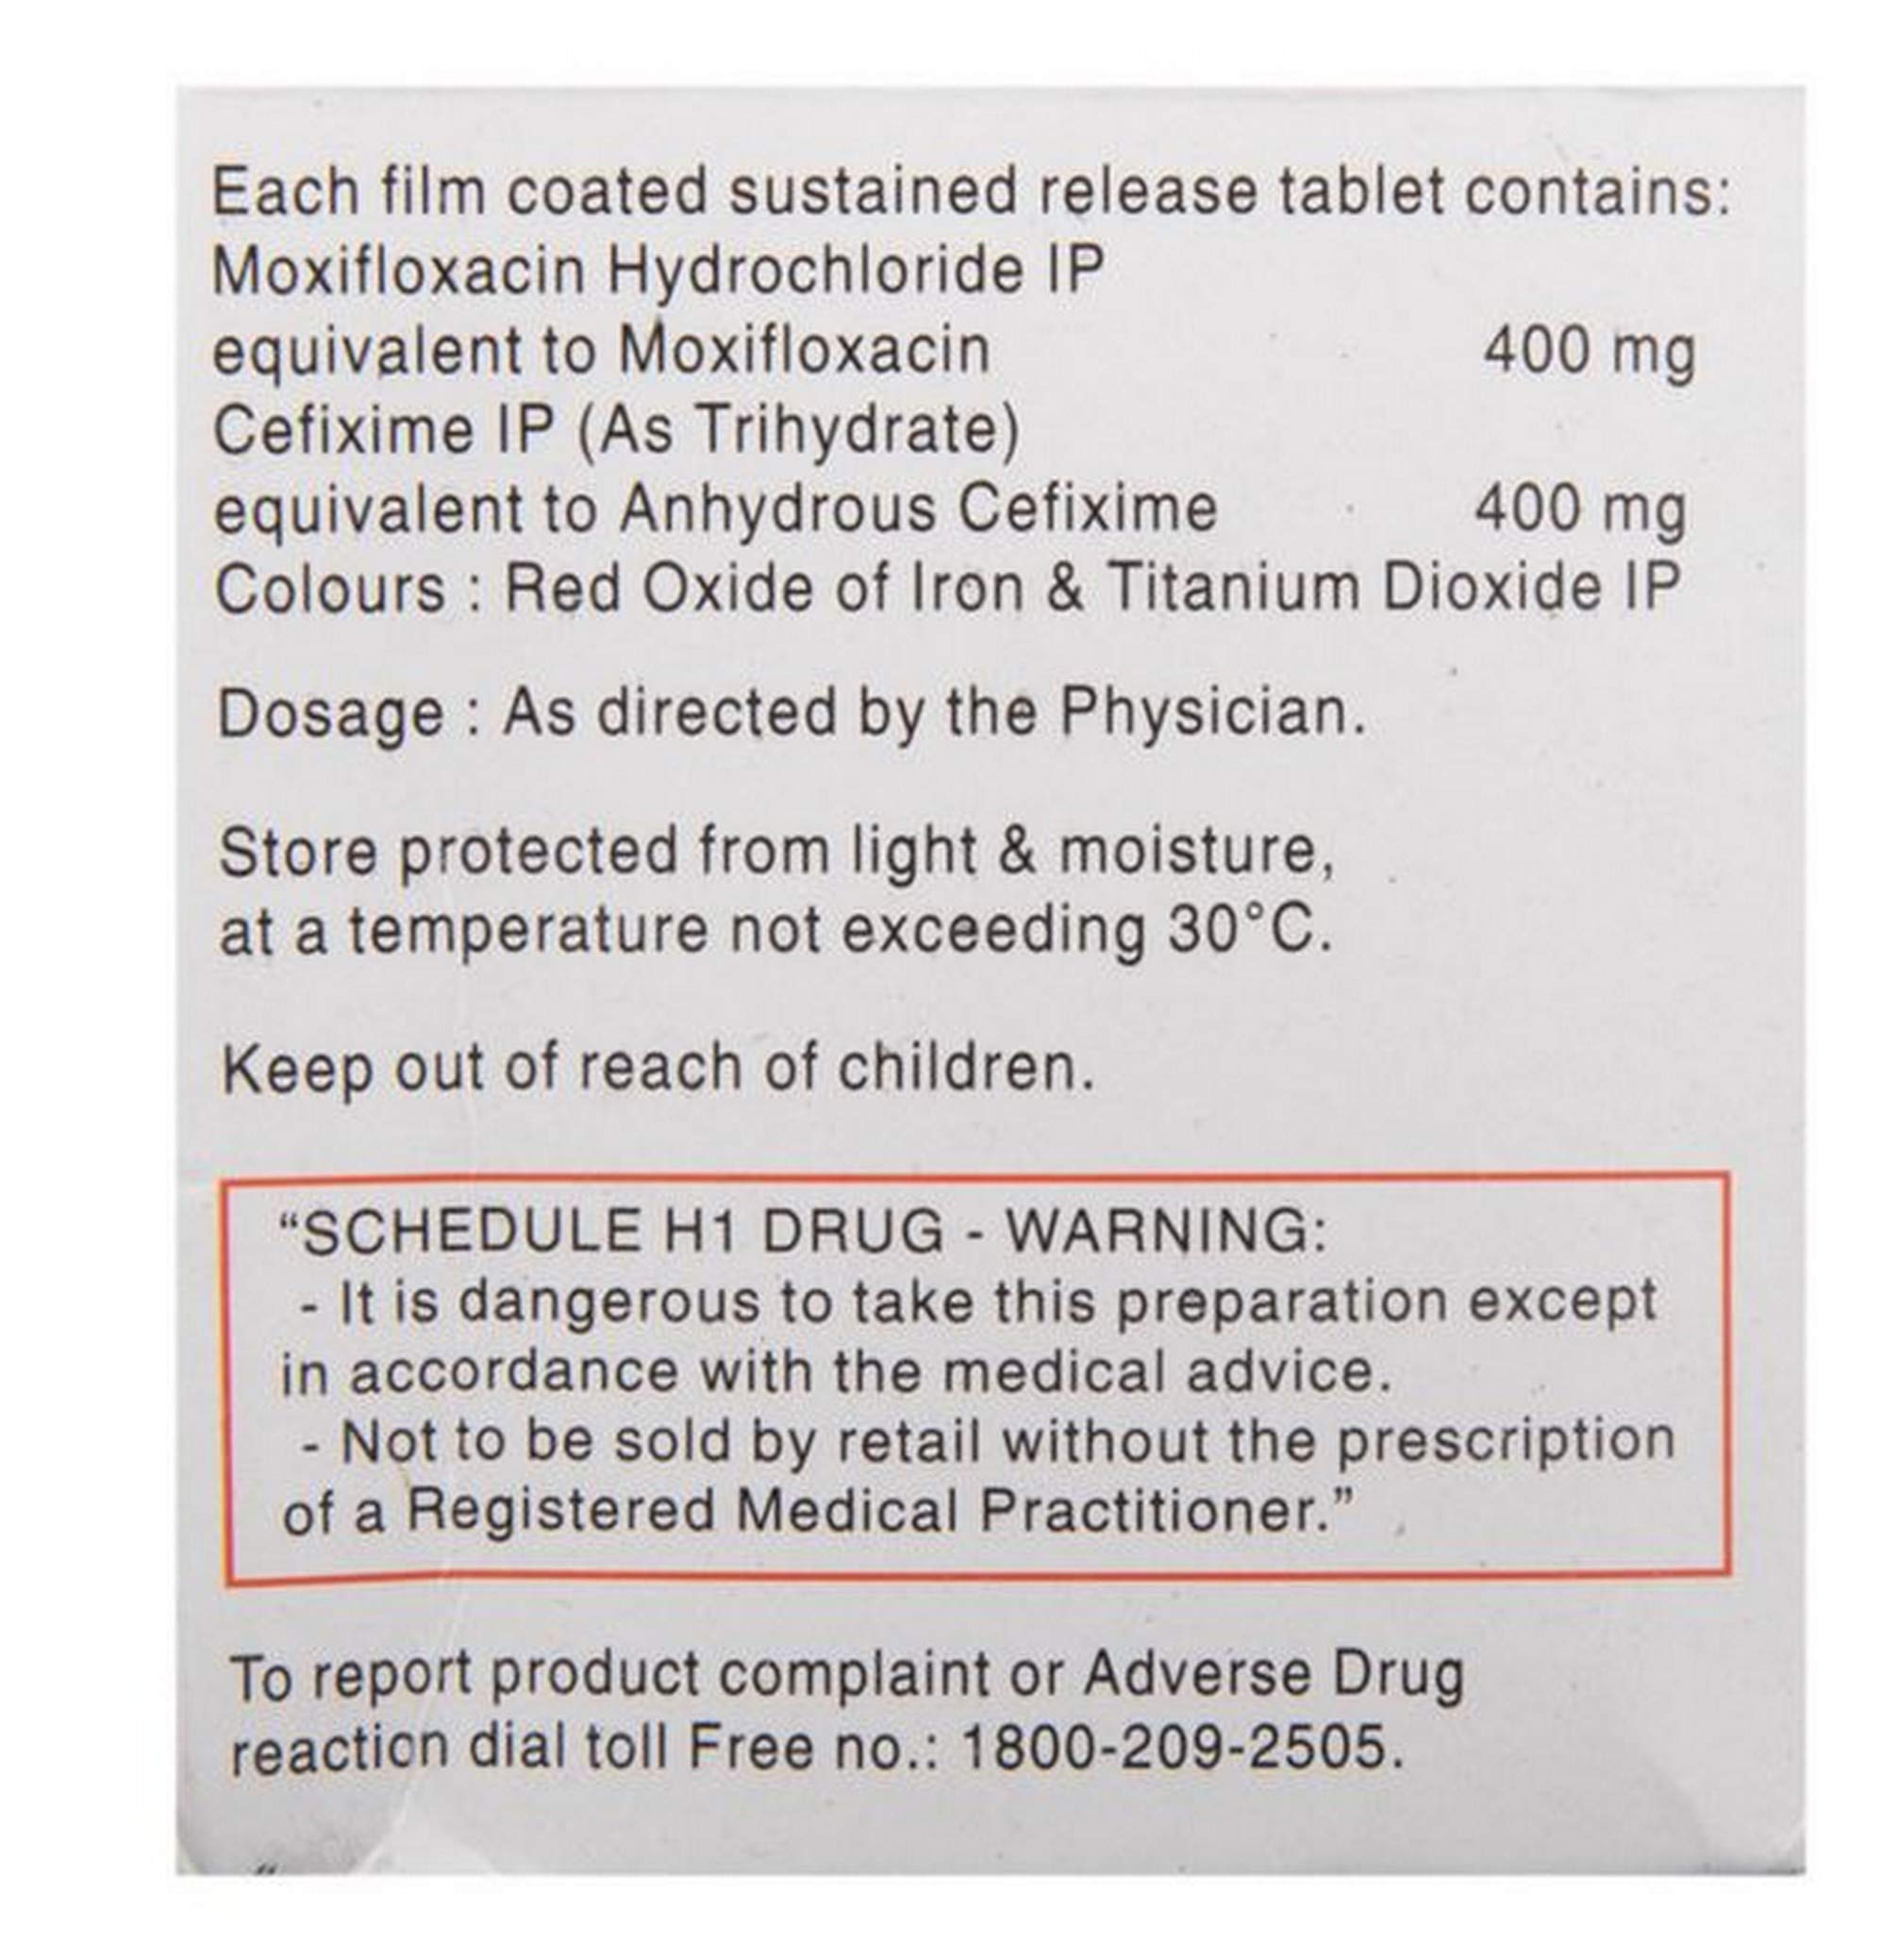 Each film coated sustained release tablet contains:
Moxifloxacin Hydrochloride IP
equivalent to Moxifloxacin 400 mg
Cefixime IP (As Trihydrate)
equivalent to Anhydrous Cefixime 400 mg
Colours : Red Oxide of Iron & Titanium Dioxide IP
Dosage : As directed by the Physician.
Store protected from light & moisture,
at a temperature not exceeding 30°C.
Keep out of reach of children.
“SCHEDULE H1 DRUG - WARNING:
- It is dangerous to take this preparation except
in accordance with the medical advice.
- Not to be sold by retail without the prescription
of a Registered Medical Practitioner.”
To report product complaint or Adverse Drug
reaction dial toll Free no.: 1800-209-2505.